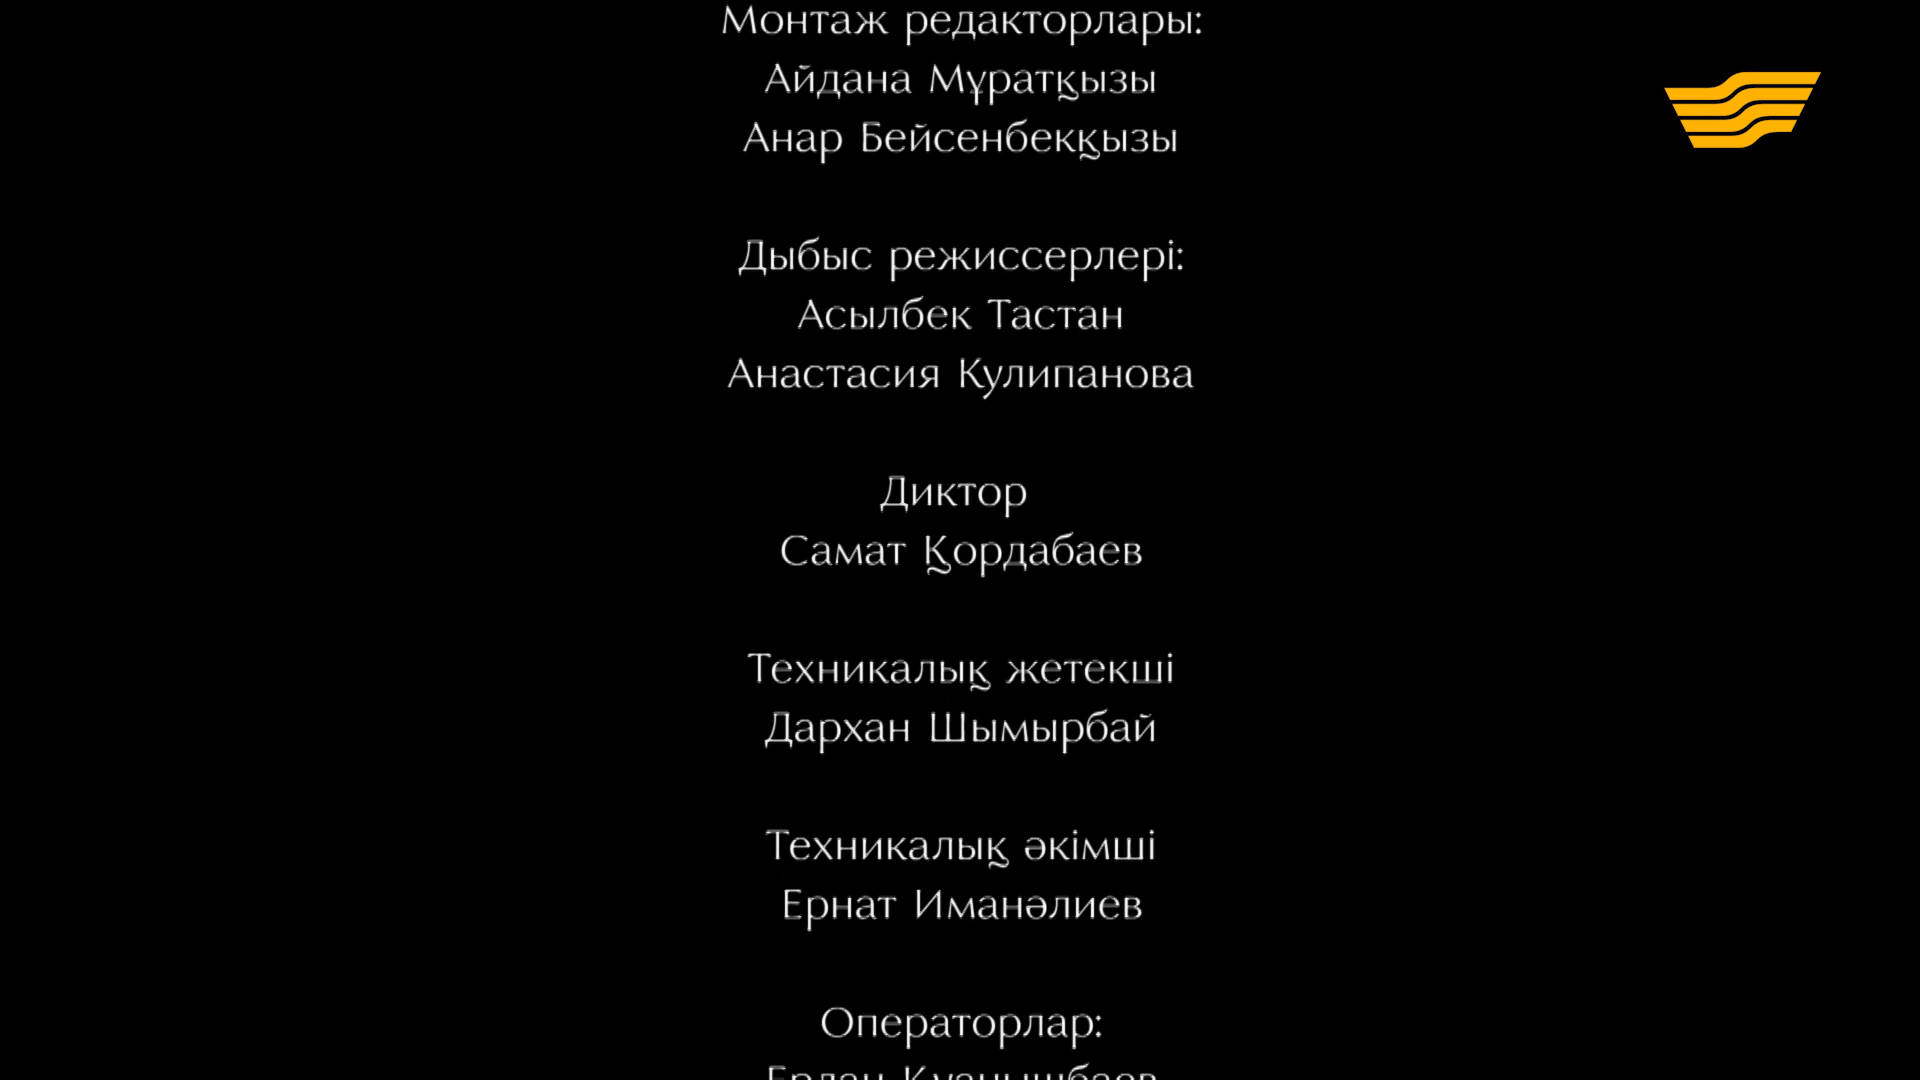 Монтаж редакторлары:
Айдана Мұратқызы
Анар Бейсенбекқызы
Дыбыс режиссерлері:
Асылбек Тастан
Анастасия Кулипанова
Диктор
Самат Қордабаев
Техникалық жетекші
Дархан Шымырбай
Техникалық әкімші
Ернат Иманәлиев
Операторлар: